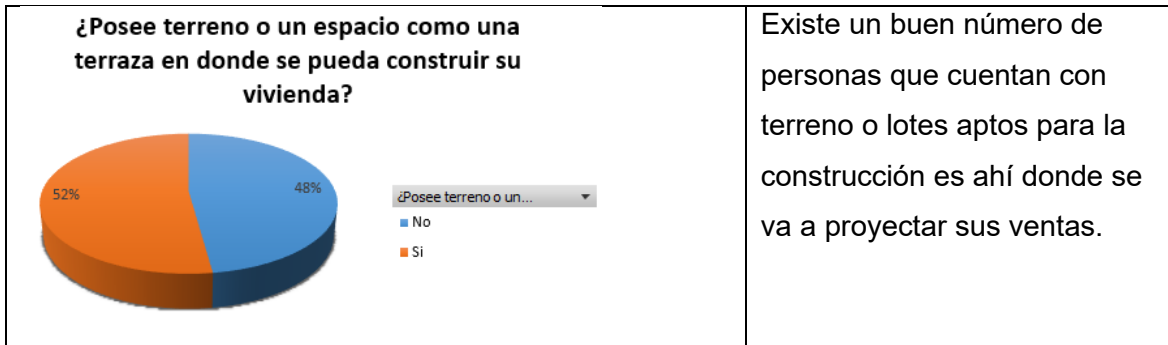 ¿Posee terreno o un espacio como una
terraza en donde se pueda construir su
vivienda?
52%
48%
¿Posee terreno o un...
No
Si
Existe un buen número de
personas que cuentan con
terreno o lotes aptos para la
construcción es ahí donde se
va a proyectar sus ventas.